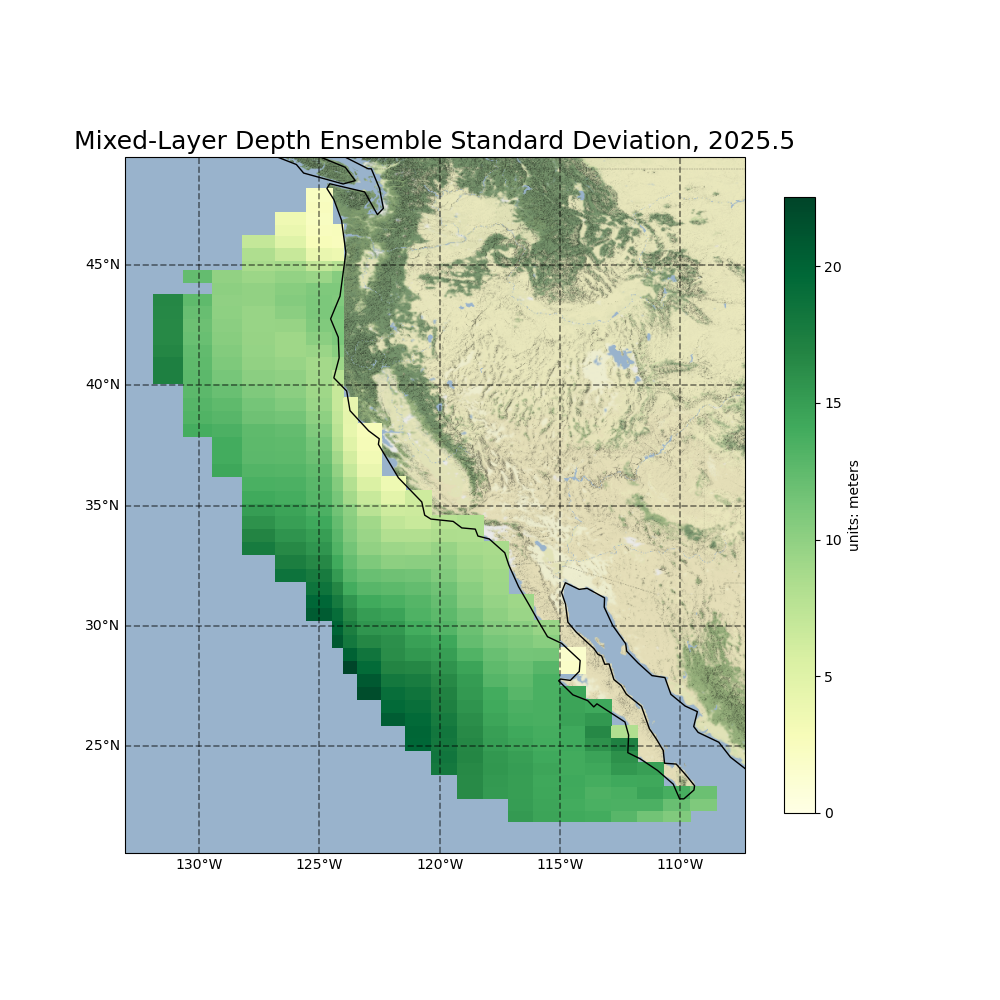 Mixed-Layer Depth Ensemble Standard Deviation, 2025.5
45°N
40°N
35°N
30°N
25°N
130°W
125°W
120°W
115°W
110°W
20
15
10
5
0
units: meters